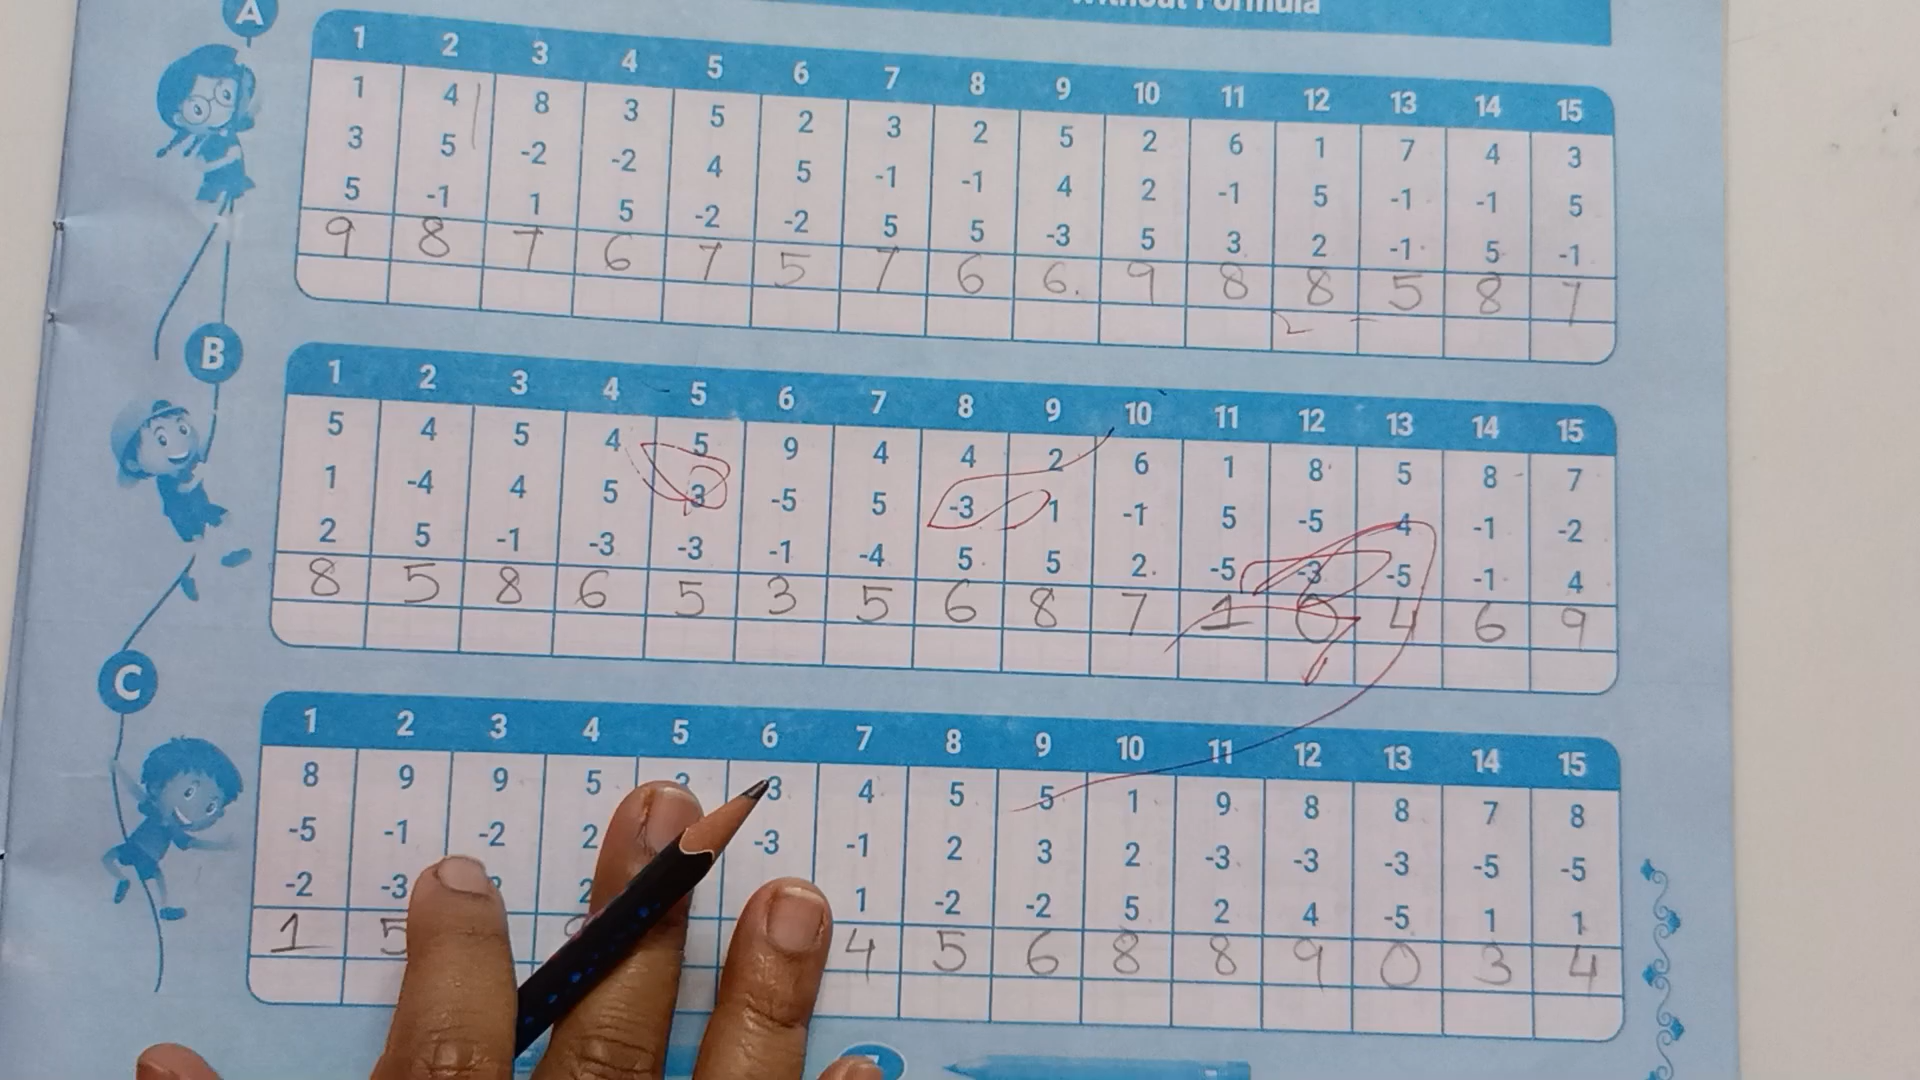 Without Formula
A
1 2 3 4 5 6 7 8 9 10 11 12 13 14 15
1 4 8 3 5 2 3 2 5 2 6 1 7 4 3
3 5 -2 -2 4 5 -1 -1 4 2 -1 5 -1 -1 5
5 -1 1 5 -2 -2 5 5 -3 5 3 2 -1 5 -1
9 8 7 6 7 5 7 6 6. 9 8 8 5 8 7
B
1 2 3 4 5 6 7 8 9 10 11 12 13 14 15
5 4 5 4 5 9 4 4 2 6 1 8 5 8 7
1 -4 4 5 3 -5 5 -3 1 -1 5 -5 4 -1 -2
2 5 -1 -3 -3 -1 -4 5 5 2 -5 -3 -5 -1 4
8 5 8 6 5 3 5 6 8 7 1 0 4 6 9
C
1 2 3 4 5 6 7 8 9 10 11 12 13 14 15
8 9 9 5 3 4 5 5 1 9 8 8 7 8
-5 -1 -2 2 -3 -1 2 3 2 -3 -3 -3 -5 -5
-2 -3 2 1 -2 -2 5 2 4 -5 1 1
1 5 4 5 6 8 8 9 0 3 4